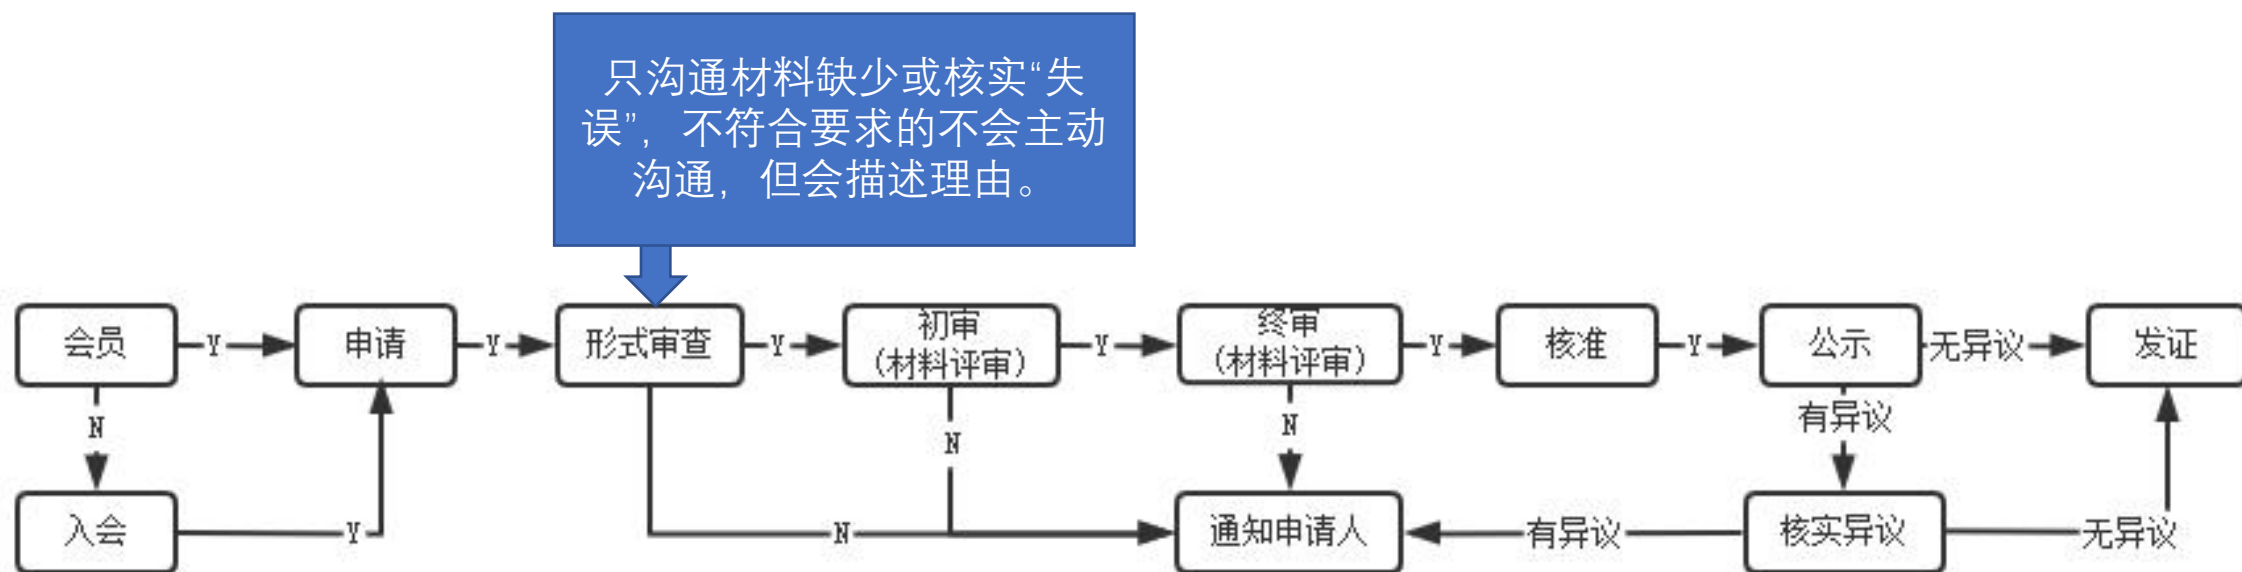 只沟通材料缺少或核实“失
误”，不符合要求的不会主动
沟通，但会描述理由。
会员
Y
申请
Y
形式审查
Y
初审
（材料评审）
Y
终审
（材料评审）
Y
核准
Y
公示
无异议
发证
N
N
N
有异议
入会
Y
N
通知申请人
有异议
核实异议
无异议